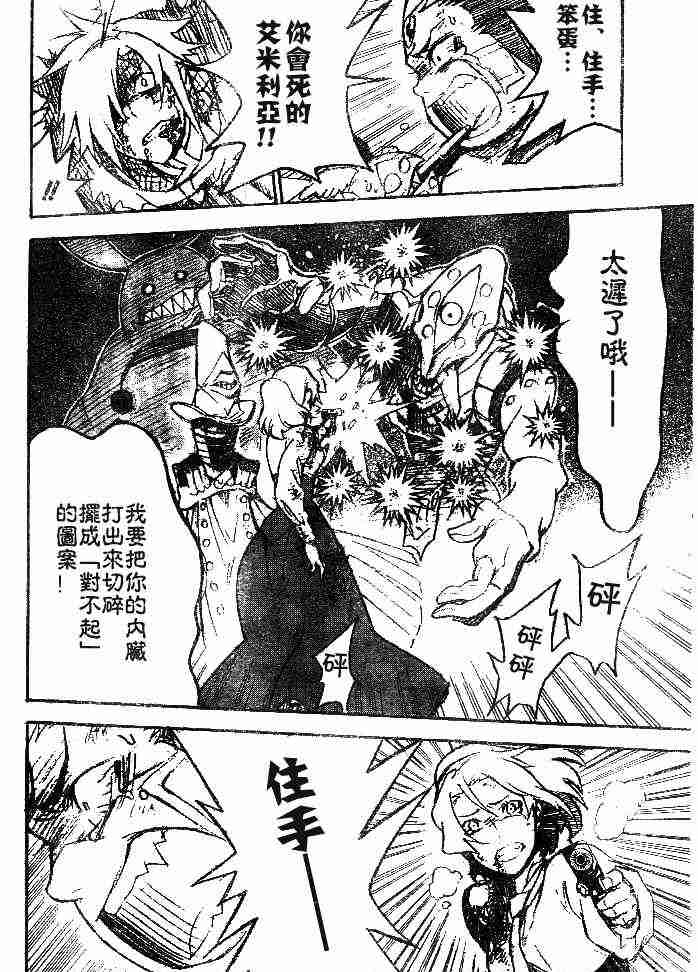 住、住手…
笨蛋…
你會死的
艾米利亞!!
!!
太遲了哦——
砰
砰
砰
砰
我要把你的內臟
打出來切碎
擺成「對不起」
的圖案！
住手——